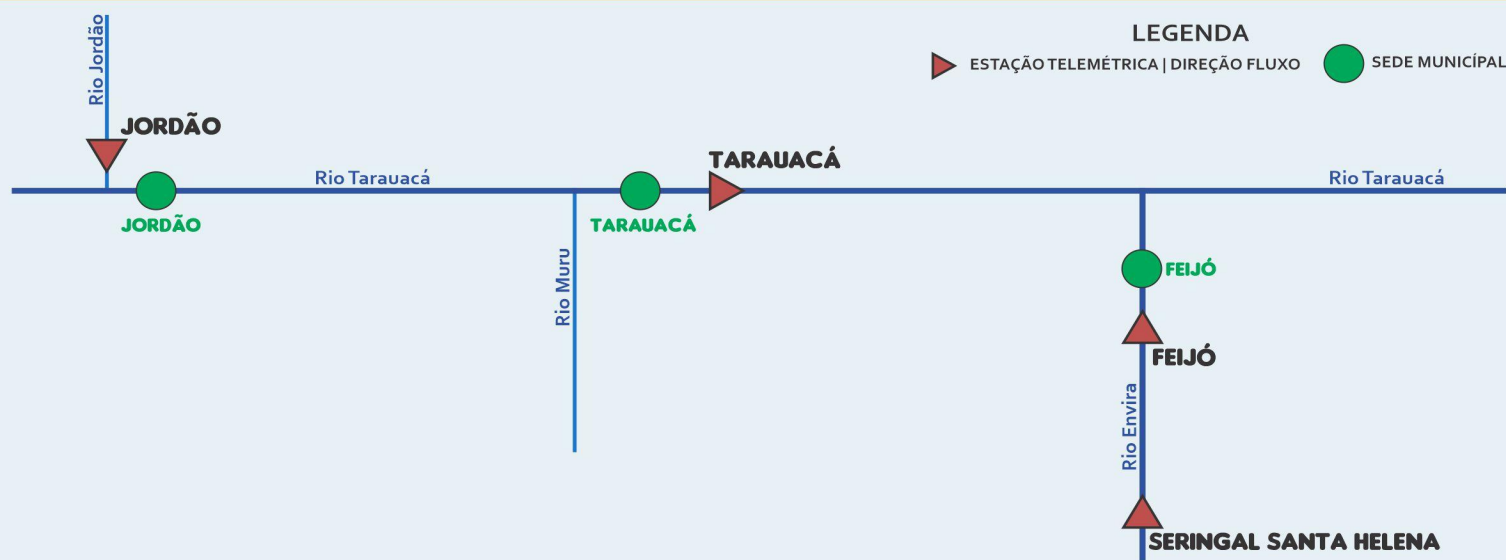 LEGENDA
ESTAÇÃO TELEMÉTRICA | DIREÇÃO FLUXO
SEDE MUNICÍPAL
Rio Jordão
JORDÃO
JORDÃO
Rio Tarauacá
TARAUACÁ
TARAUACÁ
Rio Tarauacá
Rio Muru
FEIJÓ
FEIJÓ
Rio Envira
SERINGAL SANTA HELENA